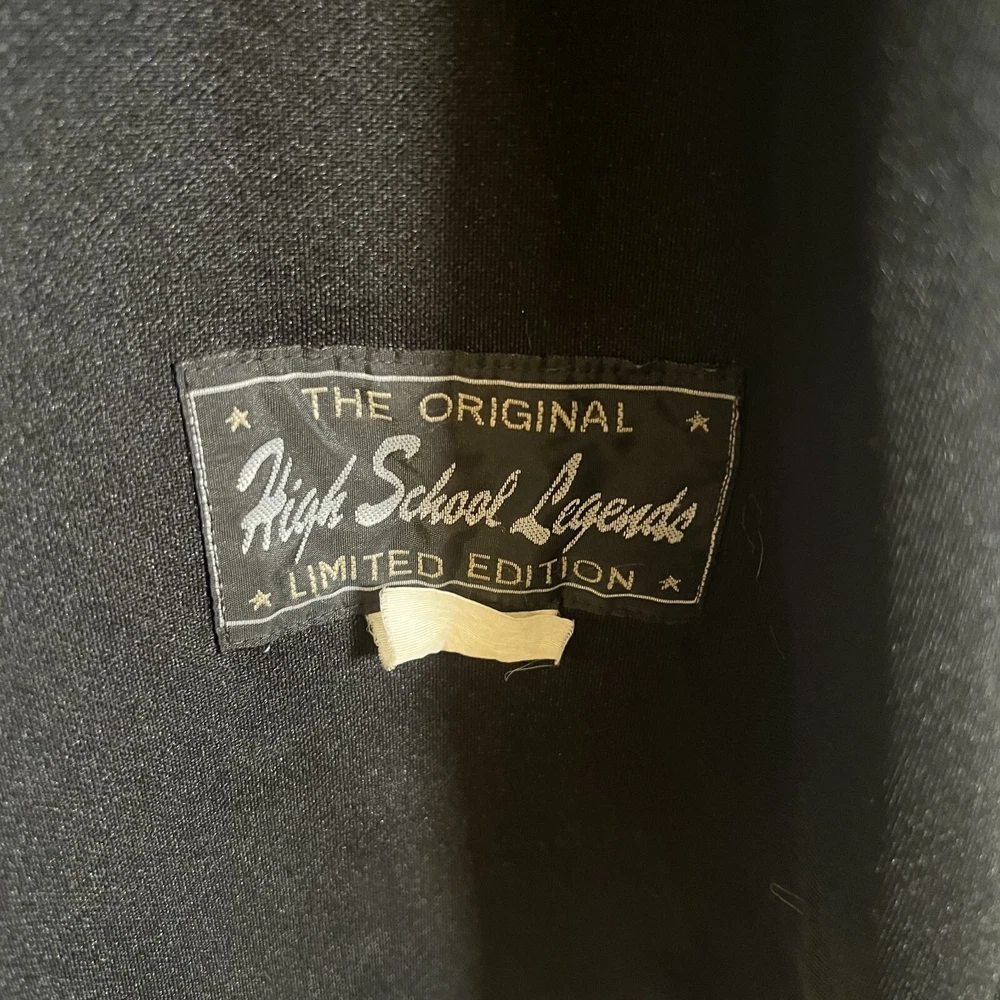 THE ORIGINAL
High School Legends
LIMITED EDITION